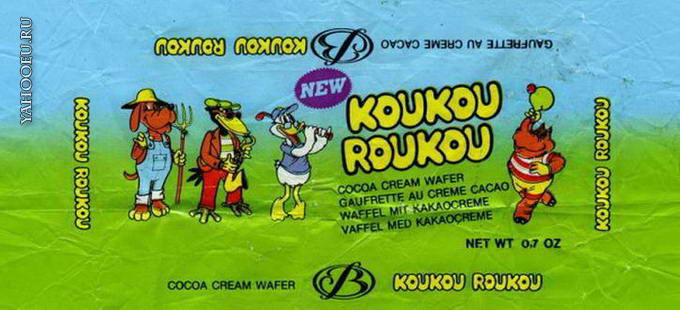 YAHOOEU.RU
KOUKOU ROUKOU
B
GAUFRETTE AU CREME CACAO
NEW
KOUKOU
ROUKOU
COCOA CREAM WAFER
GAUFRETTE AU CREME CACAO
WAFFEL MIT KAKAOCREME
VAFFEL MED KAKAOCREME
NET WT 0.7 OZ
KOUKOU ROUKOU
KOUKOU ROUKOU
COCOA CREAM WAFER
B
KOUKOU ROUKOU